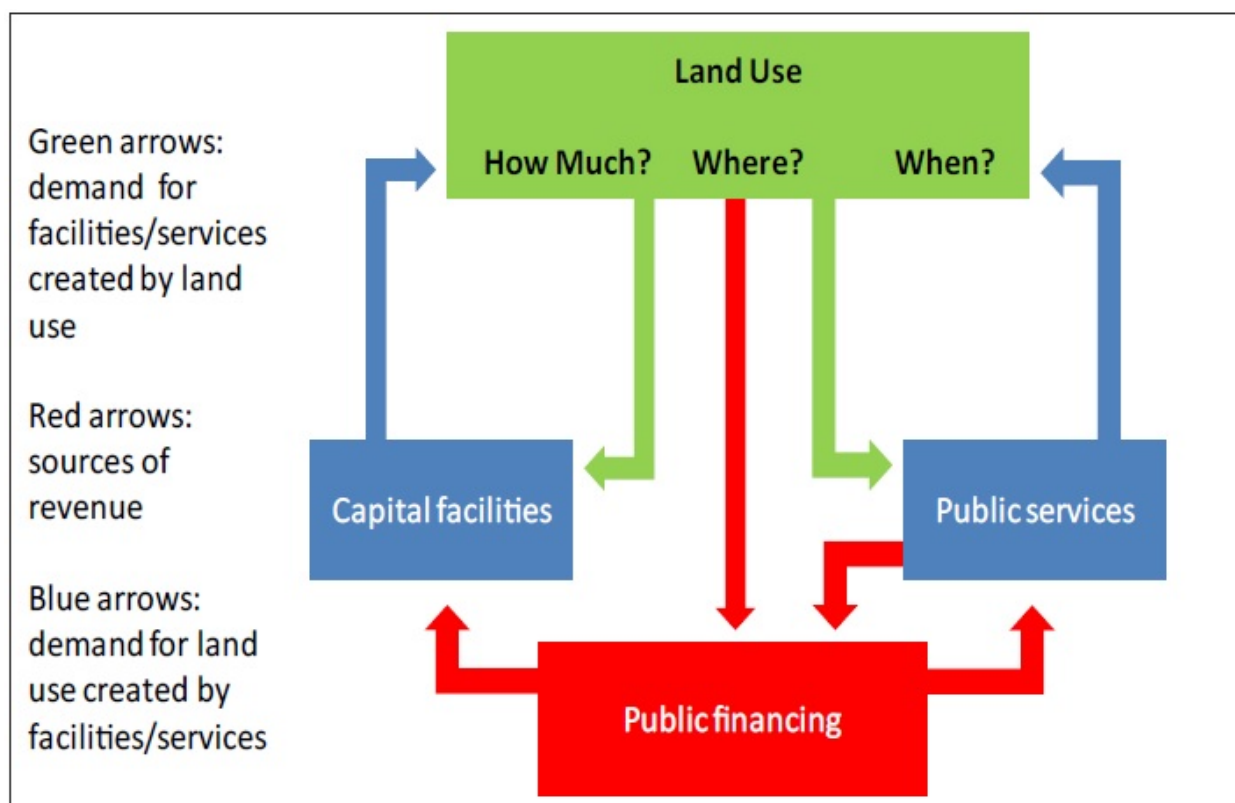 Land Use
How Much? Where? When?
Green arrows:
demand for
facilities/services
created by land
use
Red arrows:
sources of
revenue
Blue arrows:
demand for land
use created by
facilities/services
Capital facilities
Public services
Public financing